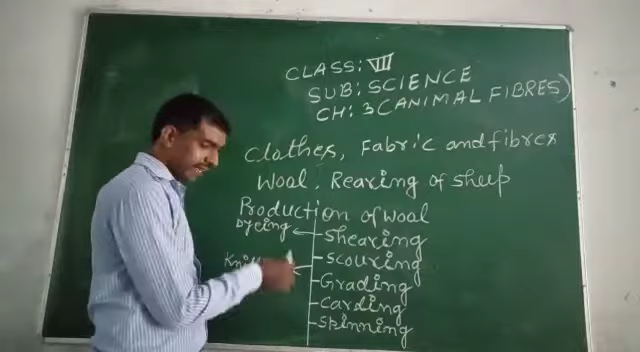 CLASS: VIII
SUB: SCIENCE
CH: 3 (ANIMAL FIBRES)
Clothes, Fabric and fibres
Wool, Rearing of sheep
Production of wool
Dyeing
Shearing
Scouring
Grading
Carding
Spinning